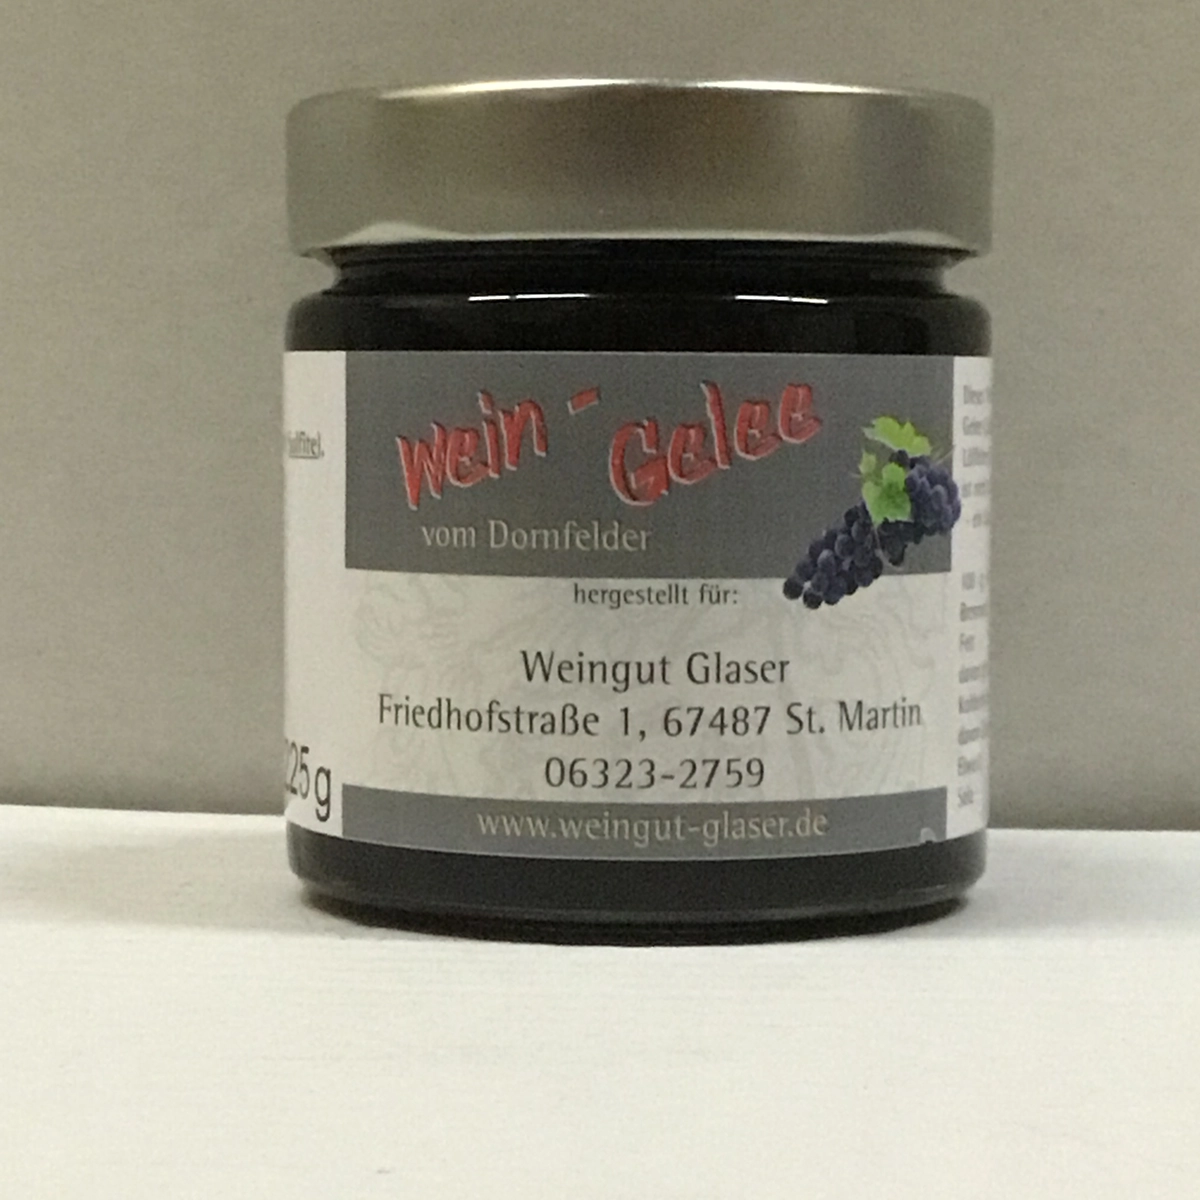 Wein - Gelee
vom Dornfelder
hergestellt für:
Weingut Glaser
Friedhofstraße 1, 67487 St. Martin
06323-2759
www.weingut-glaser.de
225g